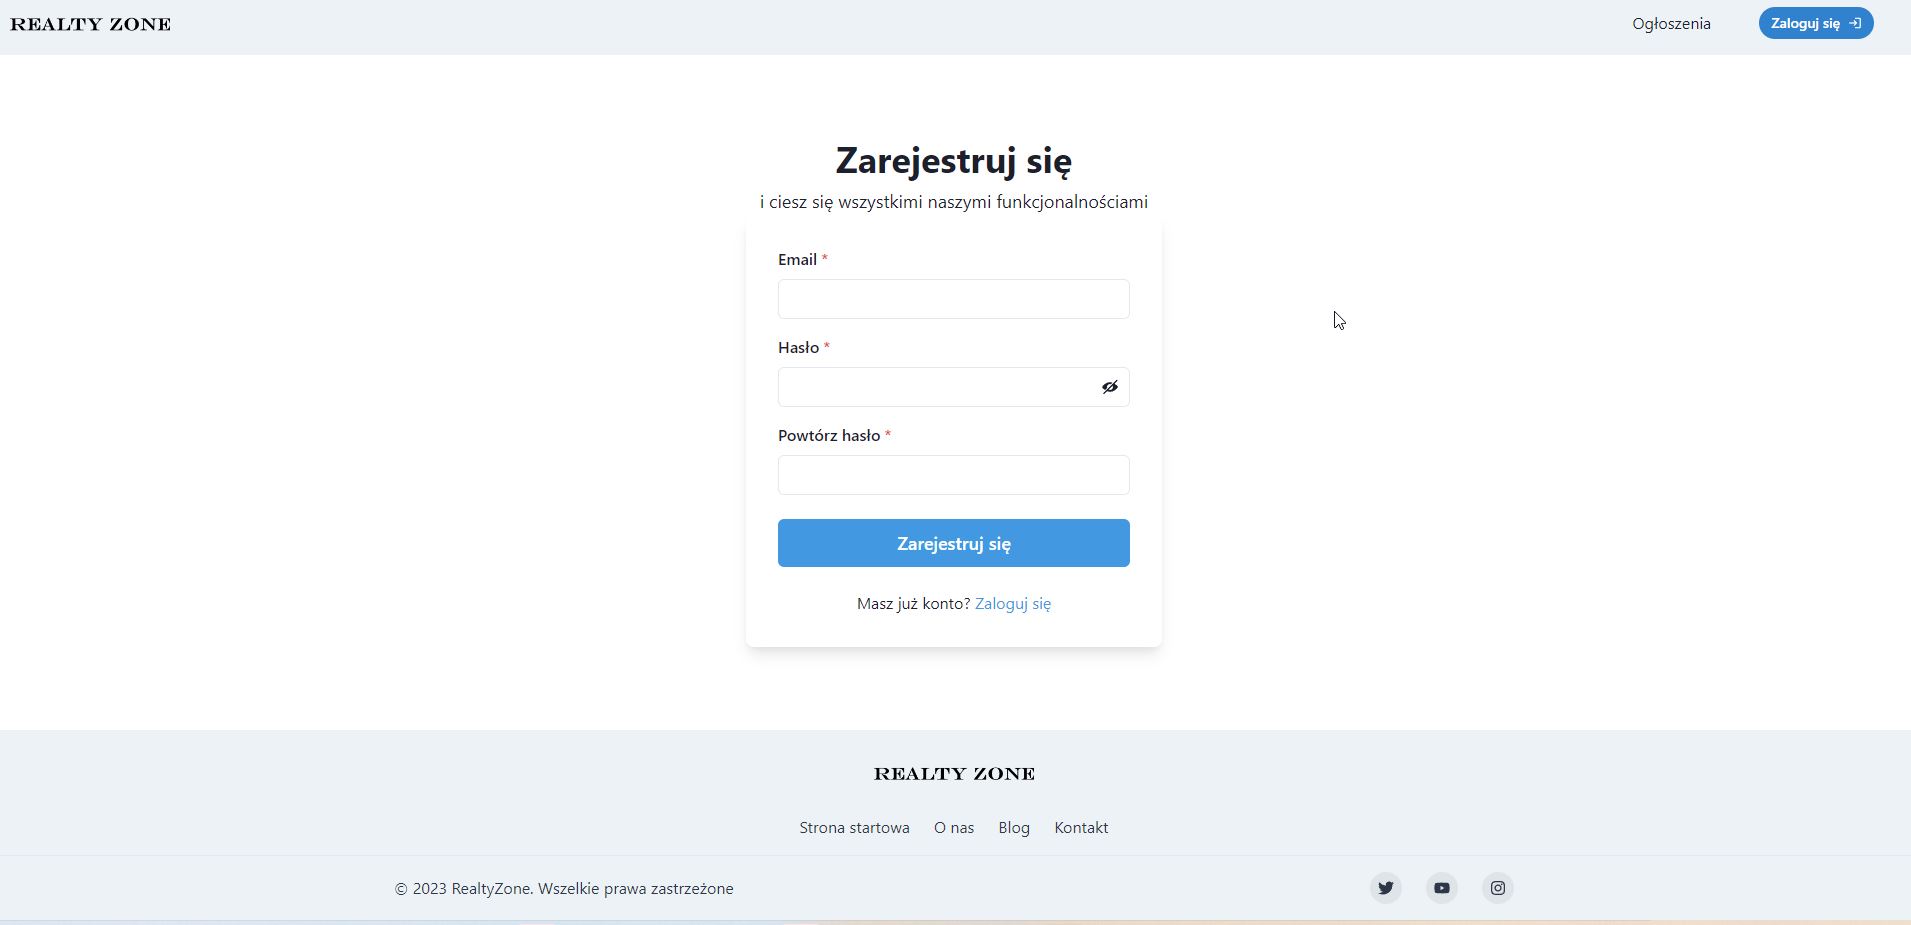 REALTY ZONE
Ogłoszenia
Zaloguj się
Zarejestruj się
i ciesz się wszystkimi naszymi funkcjonalnościami
Email *
Hasło *
Powtórz hasło *
Zarejestruj się
Masz już konto? Zaloguj się
REALTY ZONE
Strona startowa O nas Blog Kontakt
© 2023 RealtyZone. Wszelkie prawa zastrzeżone